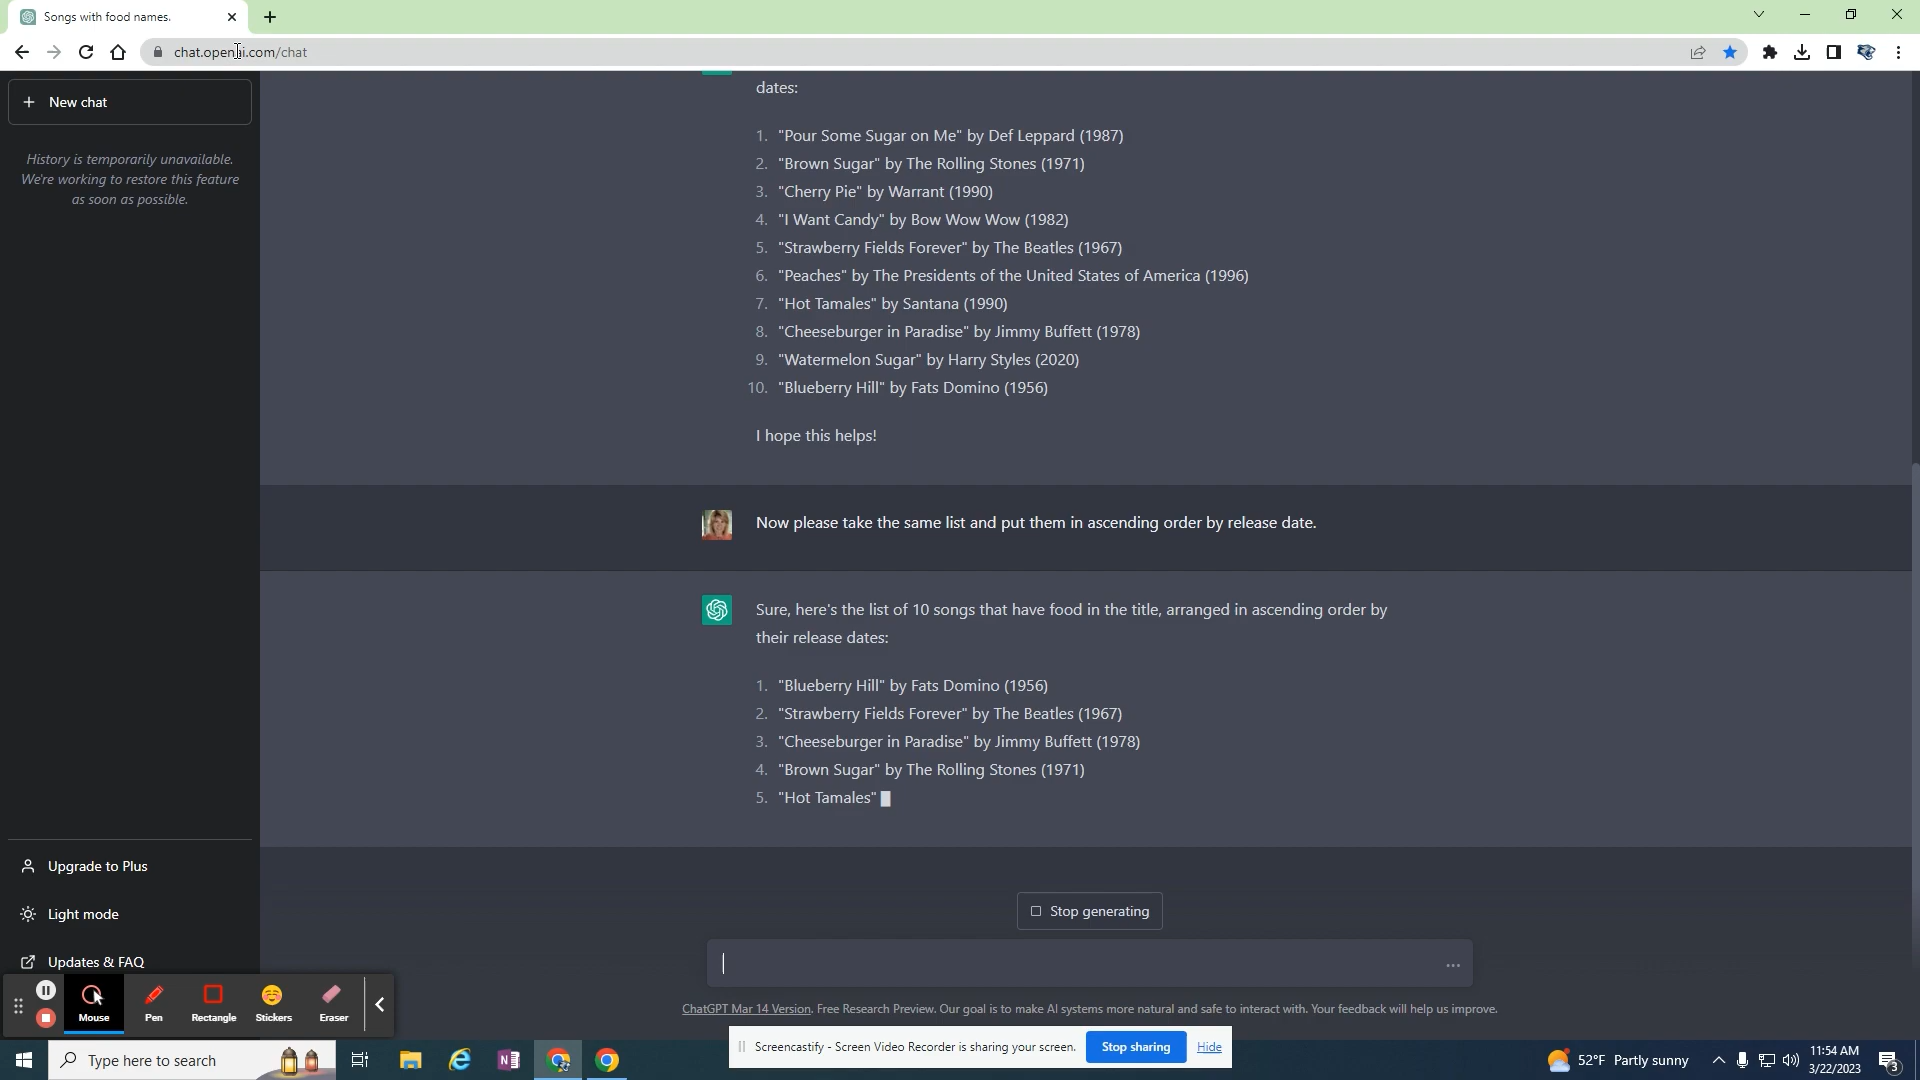 Songs with food names.
chat.openai.com/chat
New chat
History is temporarily unavailable.
We're working to restore this feature
as soon as possible.
dates:
1. "Pour Some Sugar on Me" by Def Leppard (1987)
2. "Brown Sugar" by The Rolling Stones (1971)
3. "Cherry Pie" by Warrant (1990)
4. "I Want Candy" by Bow Wow Wow (1982)
5. "Strawberry Fields Forever" by The Beatles (1967)
6. "Peaches" by The Presidents of the United States of America (1996)
7. "Hot Tamales" by Santana (1990)
8. "Cheeseburger in Paradise" by Jimmy Buffett (1978)
9. "Watermelon Sugar" by Harry Styles (2020)
10. "Blueberry Hill" by Fats Domino (1956)
I hope this helps!
Now please take the same list and put them in ascending order by release date.
Sure, here's the list of 10 songs that have food in the title, arranged in ascending order by
their release dates:
1. "Blueberry Hill" by Fats Domino (1956)
2. "Strawberry Fields Forever" by The Beatles (1967)
3. "Cheeseburger in Paradise" by Jimmy Buffett (1978)
4. "Brown Sugar" by The Rolling Stones (1971)
5. "Hot Tamales"
Upgrade to Plus
Light mode
Updates & FAQ
Stop generating
ChatGPT Mar 14 Version. Free Research Preview. Our goal is to make AI systems more natural and safe to interact with. Your feedback will help us improve.
Mouse
Pen
Rectangle
Stickers
Eraser
Screencastify - Screen Video Recorder is sharing your screen.
Stop sharing
Hide
Type here to search
52°F Partly sunny
11:54 AM
3/22/2023
3